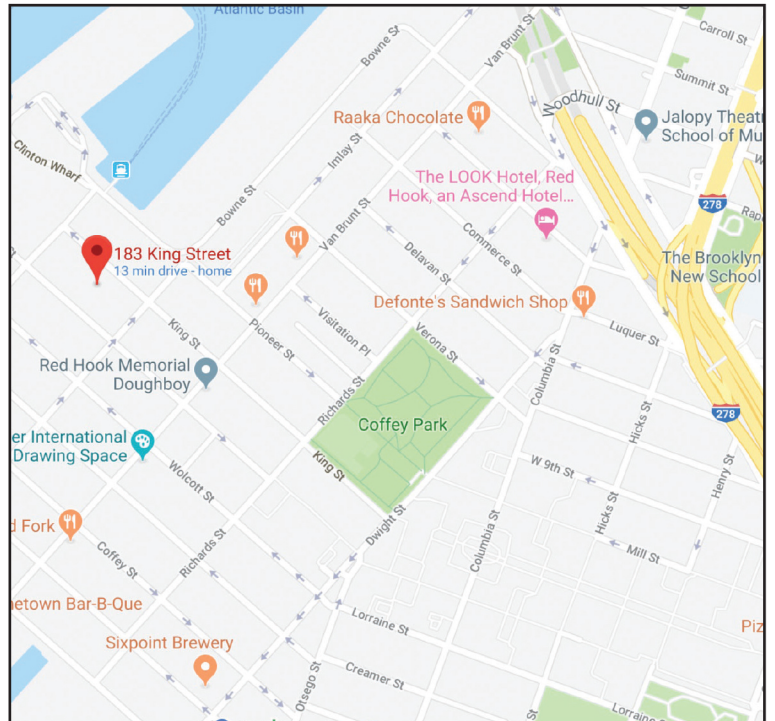 Atlantic Basin
Bowne St
Van Brunt St
Carroll St
Summit St
Woodhull St
Raaka Chocolate
Jalopy Theatr
School of Mu
Clinton Wharf
Imlay St
The LOOK Hotel, Red
Hook, an Ascend Hotel...
278
Bowne St
Van Brunt St
Commerce St
Delavan St
183 King Street
13 min drive - home
The Brooklyn
New School
Defonte's Sandwich Shop
King St
Pioneer St
Visitation Pl
Verona St
Luquer St
Red Hook Memorial
Doughboy
Richards St
Columbia St
Coffey Park
Hicks St
278
er International
Drawing Space
King St
Wolcott St
W 9th St
Henry St
d Fork
Dwight St
Hicks St
Coffey St
Richards St
Columbia St
Mill St
etown Bar-B-Que
Lorraine St
Piz
Sixpoint Brewery
Creamer St
Otsego St
Lorraine